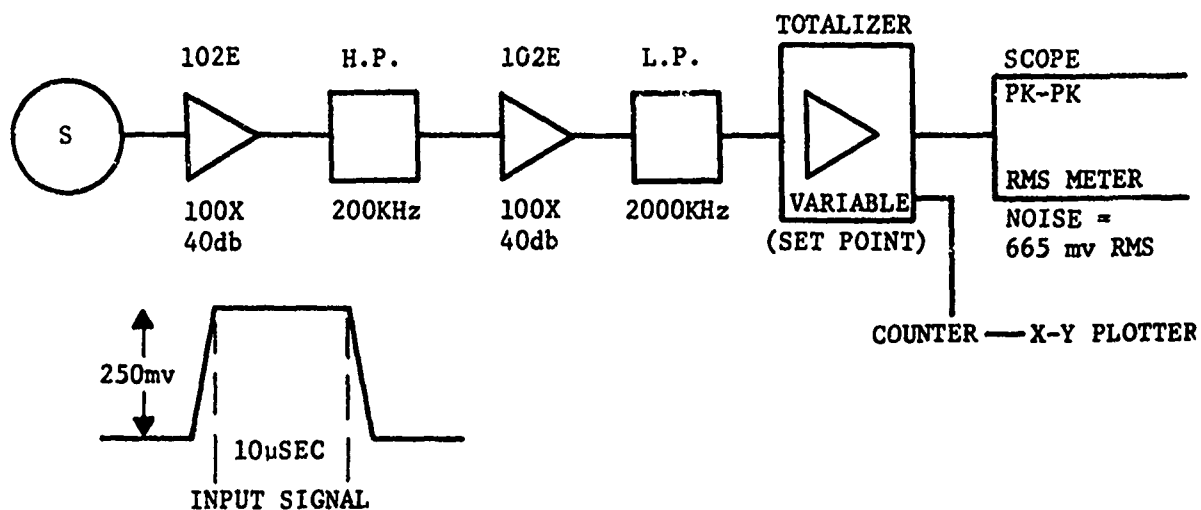 TOTALIZER
102E
H.P.
102E
L.P.
SCOPE
PK-PK
S
RMS METER
100X
40db
200KHz
100X
40db
2000KHz
VARIABLE
(SET POINT)
NOISE =
665 mv RMS
COUNTER — X-Y PLOTTER
250mv
10µSEC
INPUT SIGNAL